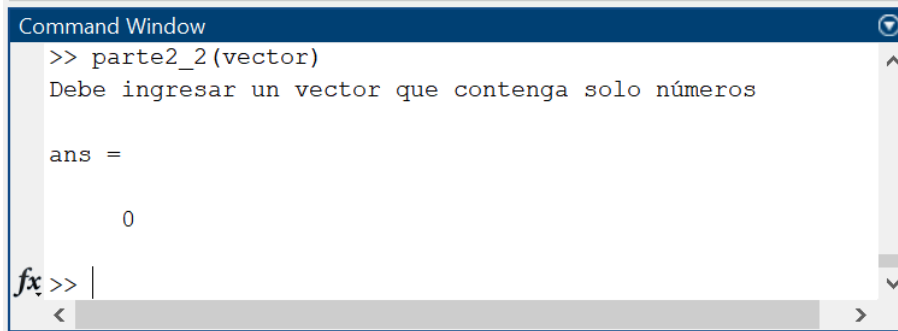 Command Window
>> parte2_2(vector)
Debe ingresar un vector que contenga solo números
ans =
0
fx >>